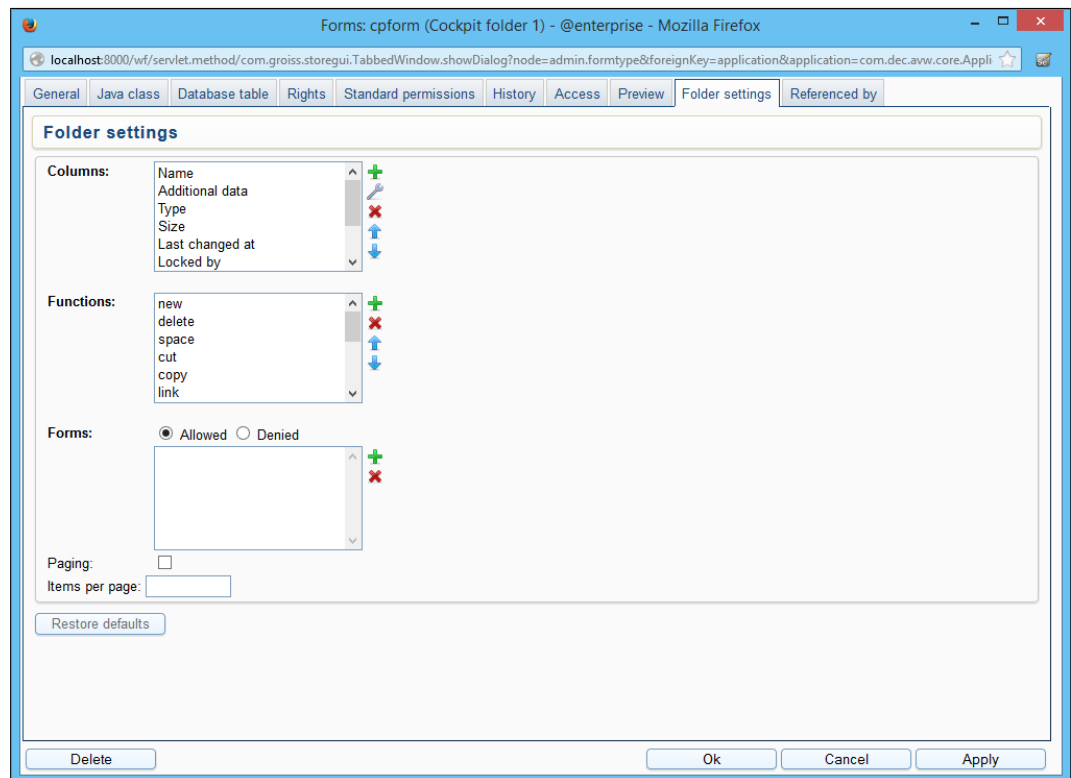 Forms: cpform (Cockpit folder 1) - @enterprise - Mozilla Firefox
localhost:8000/wf/servlet.method/com.groiss.storegui.TabbedWindow.showDialog?node=admin.formtype&foreignKey=application&application=com.dec.avw.core.Appli
General Java class Database table Rights Standard permissions History Access Preview Folder settings Referenced by
Folder settings
Columns:
Name
Additional data
Type
Size
Last changed at
Locked by
Functions:
new
delete
space
cut
copy
link
Forms: Allowed Denied
Paging:
Items per page:
Restore defaults
Delete Ok Cancel Apply